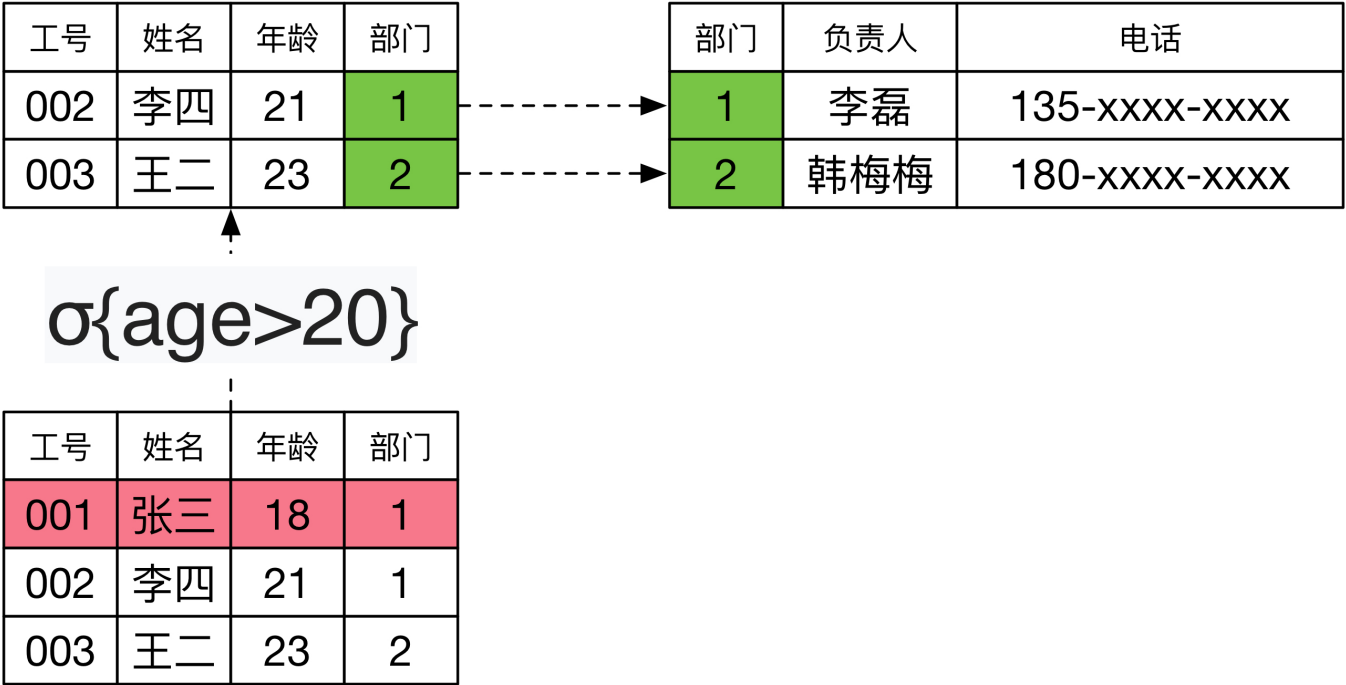 工号 姓名 年龄 部门 部门 负责人 电话
002 李四 21 1 1 李磊 135-xxxx-xxxx
003 王二 23 2 2 韩梅梅 180-xxxx-xxxx
σ{age>20}
工号 姓名 年龄 部门
001 张三 18 1
002 李四 21 1
003 王二 23 2